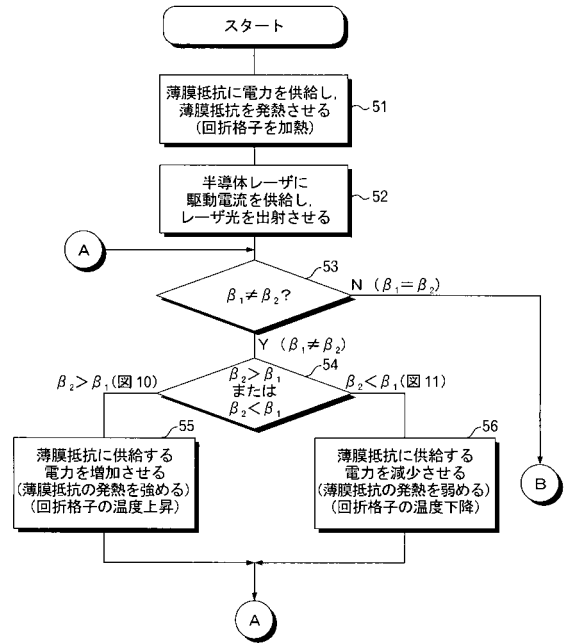 スタート
薄膜抵抗に電力を供給し,
薄膜抵抗を発熱させる
(回折格子を加熱)
51
半導体レーザに
駆動電流を供給し,
レーザ光を出射させる
52
A
53
β₁≠β₂?
N (β₁=β₂)
Y (β₁≠β₂)
54
β₂>β₁
または
β₂<β₁
β₂>β₁(図10)
β₂<β₁(図11)
55
薄膜抵抗に供給する
電力を増加させる
(薄膜抵抗の発熱を強める)
(回折格子の温度上昇)
56
薄膜抵抗に供給する
電力を減少させる
(薄膜抵抗の発熱を弱める)
(回折格子の温度下降)
B
A